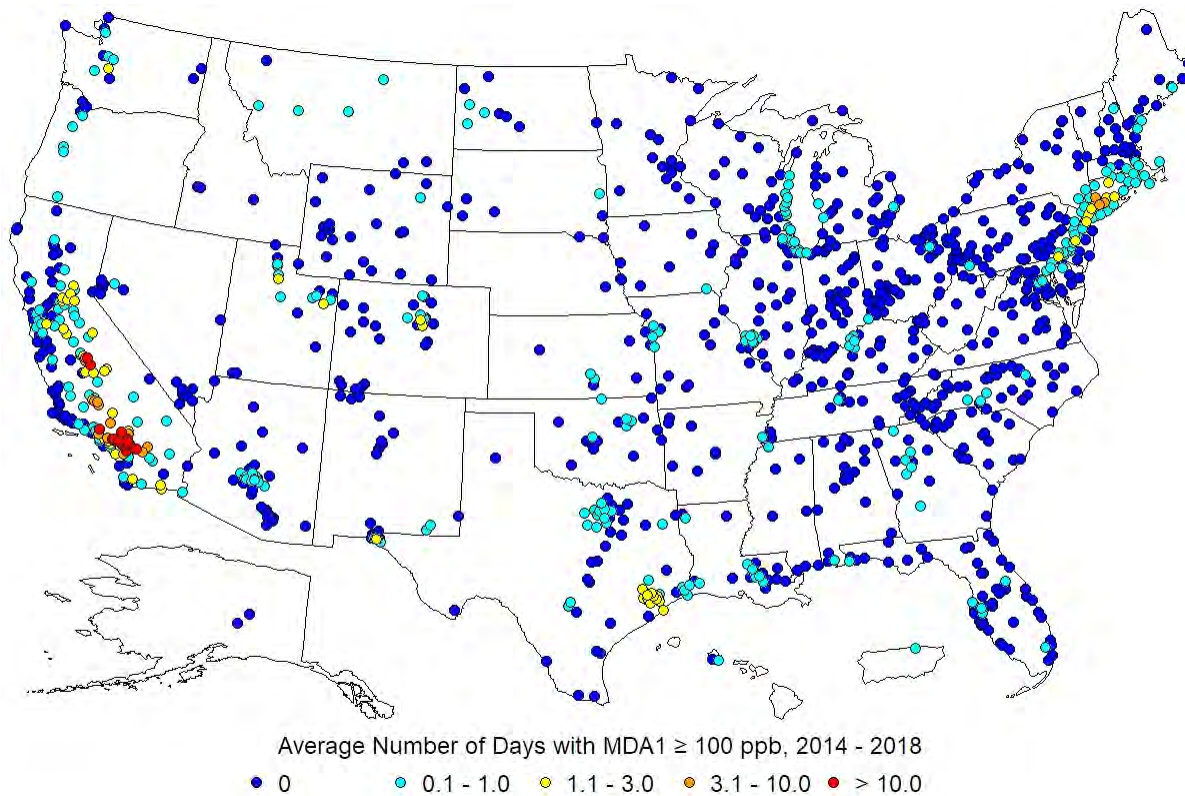 Average Number of Days with MDA1 ≥ 100 ppb, 2014 - 2018
0 0.1 - 1.0 1.1 - 3.0 3.1 - 10.0 > 10.0